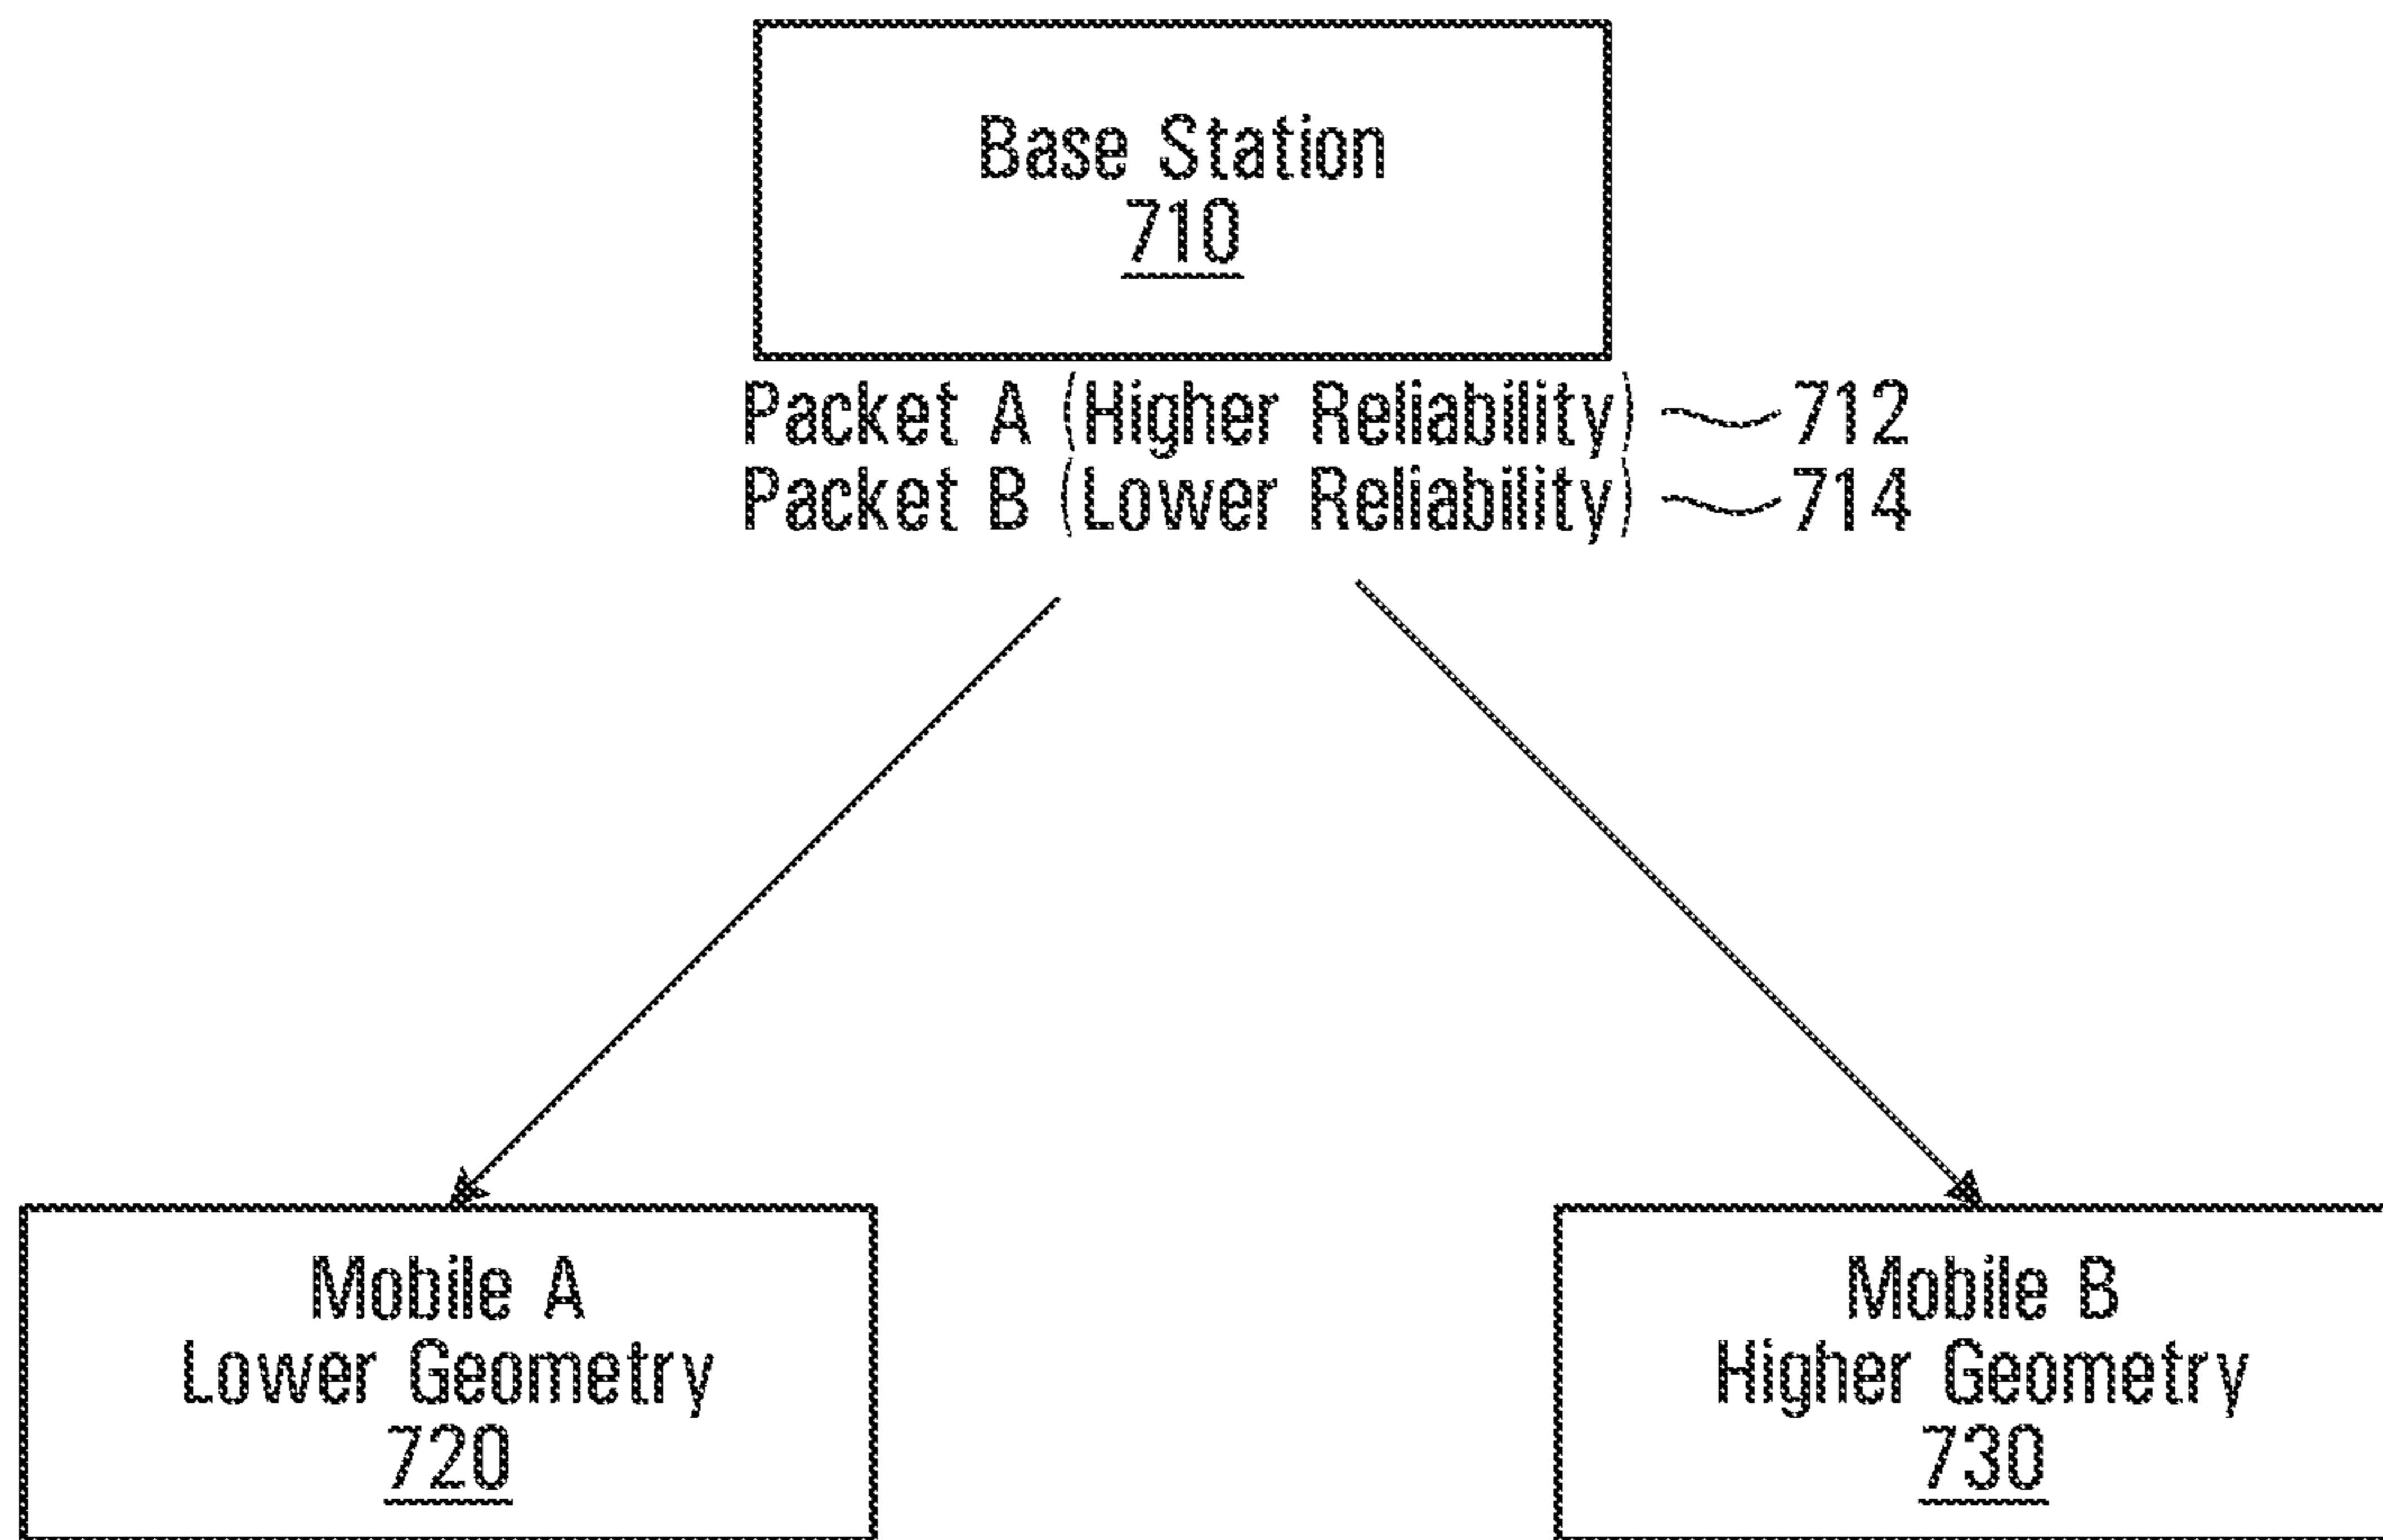 Base Station
710
Packet A (Higher Reliability) 712
Packet B (Lower Reliability) 714
Mobile A
Lower Geometry
720
Mobile B
Higher Geometry
730